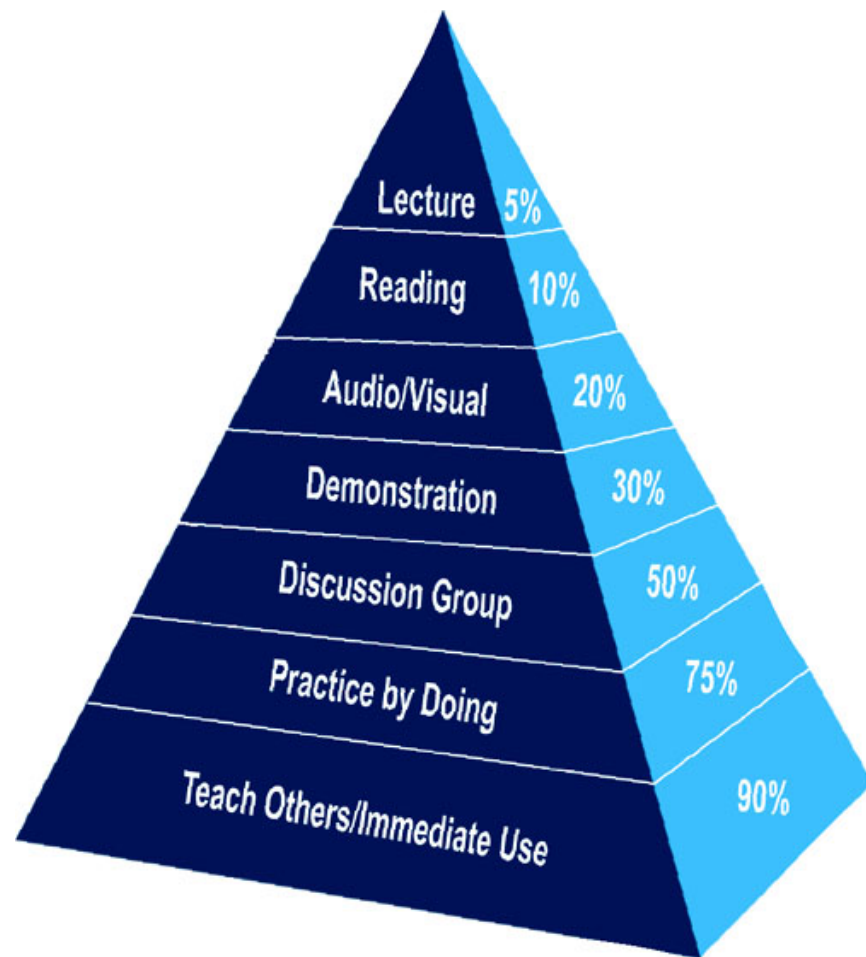 Lecture 5%
Reading 10%
Audio/Visual 20%
Demonstration 30%
Discussion Group 50%
Practice by Doing 75%
Teach Others/Immediate Use 90%